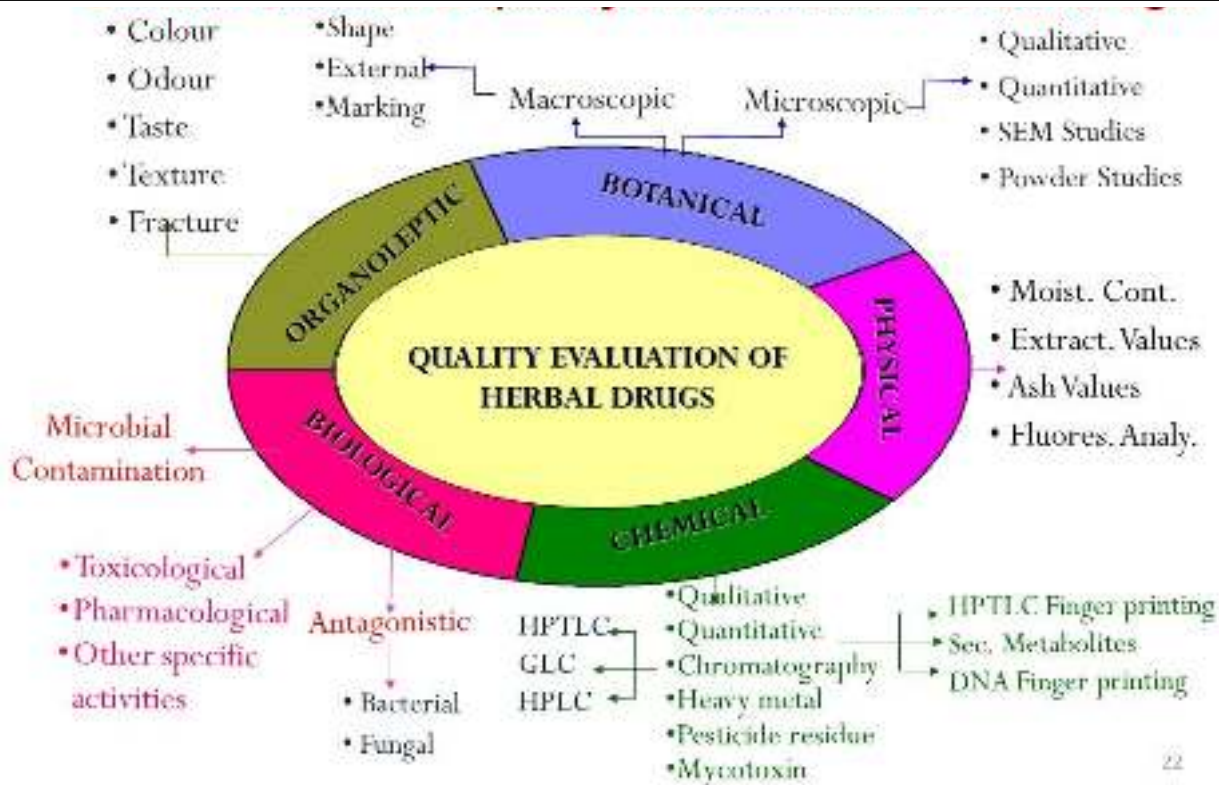 • Colour
• Odour
• Taste
• Texture
• Fracture
•Shape
•External
•Marking
Macroscopic
Microscopic
• Qualitative
• Quantitative
• SEM Studies
• Powder Studies
ORGANOLEPTIC
BOTANICAL
PHYSICAL
CHEMICAL
BIOLOGICAL
QUALITY EVALUATION OF
HERBAL DRUGS
• Moist. Cont.
• Extract. Values
• Ash Values
• Fluores. Analy.
Microbial
Contamination
•Toxicological
•Pharmacological
•Other specific
activities
Antagonistic
• Bacterial
• Fungal
HPTLC
GLC
HPLC
•Qualitative
•Quantitative
•Chromatography
•Heavy metal
•Pesticide residue
•Mycotoxin
HPTLC Finger printing
Sec. Metabolites
DNA Finger printing
22